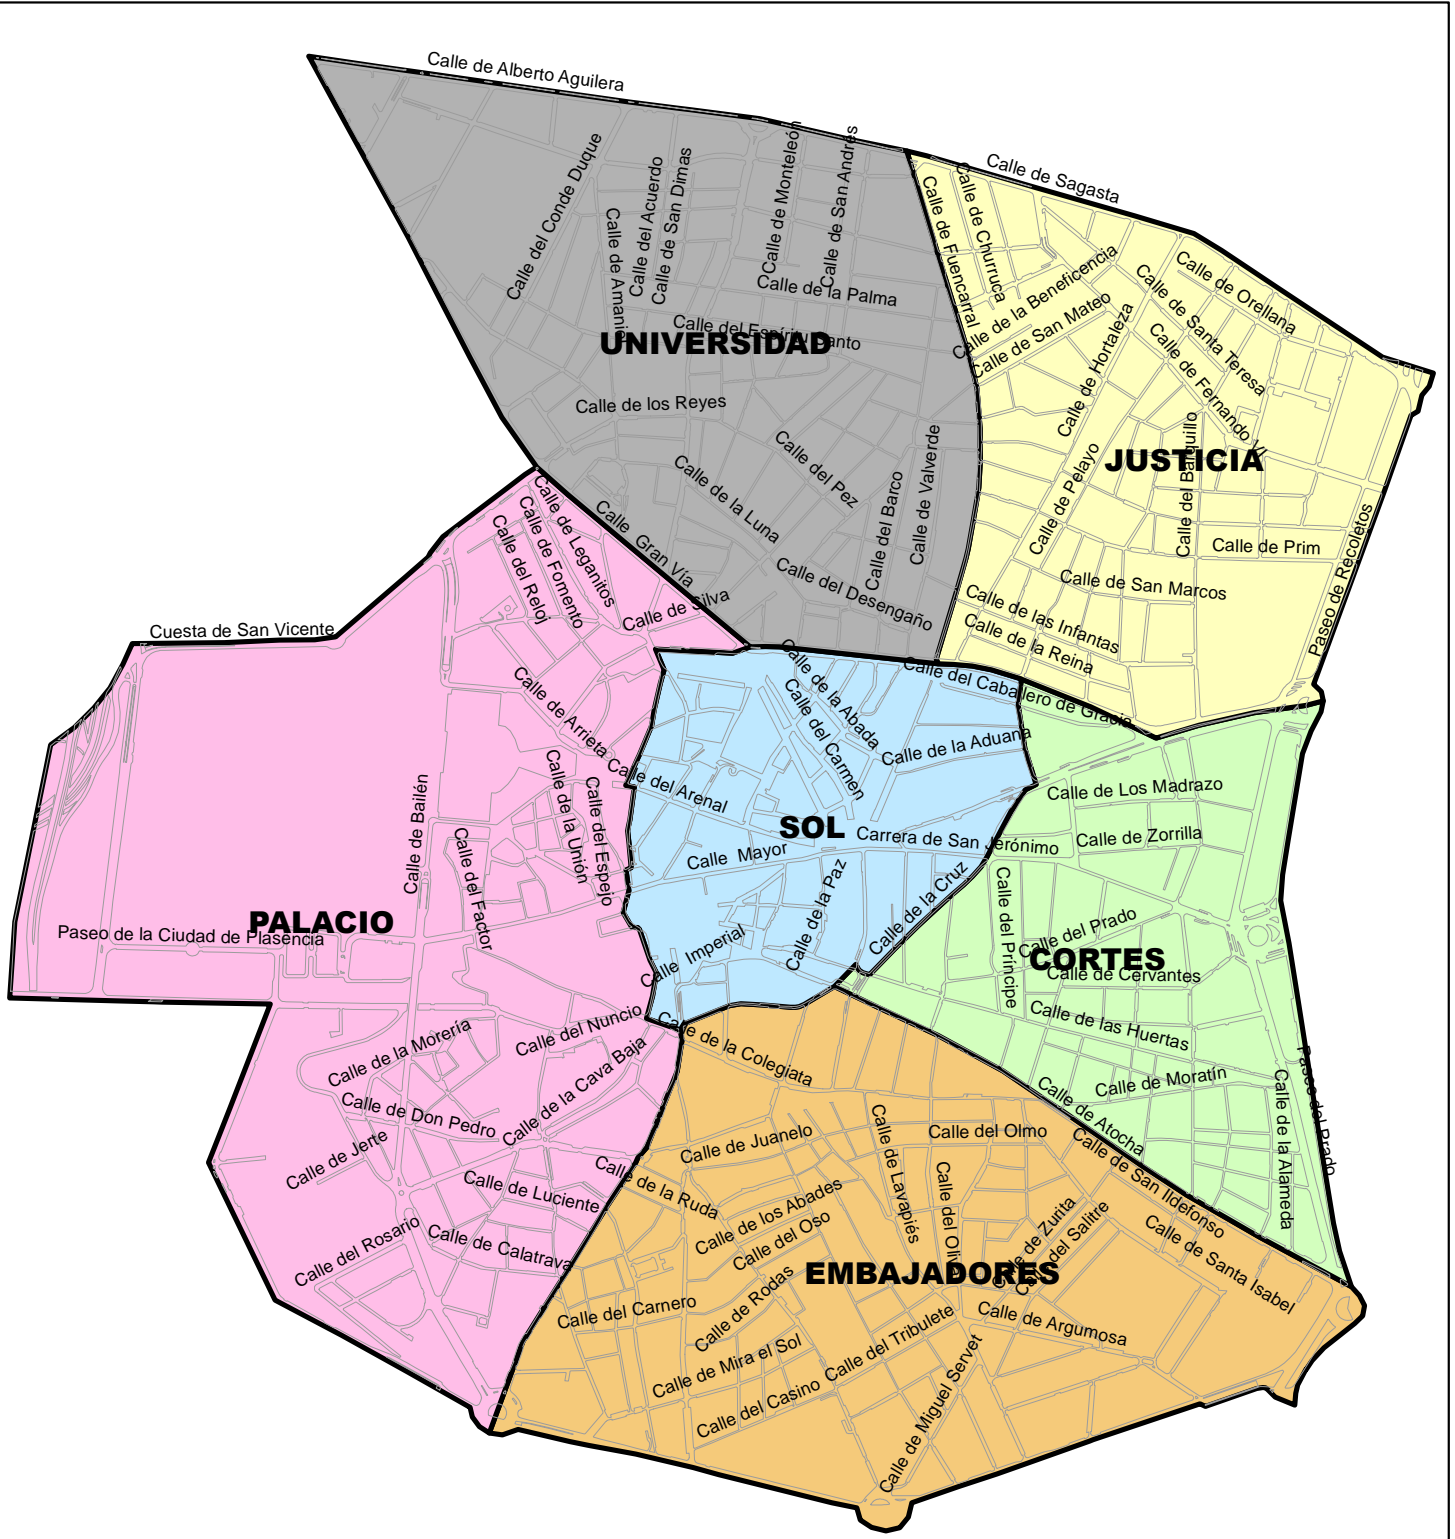 Calle de Alberto Aguilera
Calle de Sagasta
Calle del Conde Duque
Calle de Amaniel
Calle del Acuerdo
Calle de San Dimas
Calle de Monteleón
Calle de San Andrés
Calle de la Palma
Calle del Espíritu Santo
UNIVERSIDAD
Calle de los Reyes
Calle del Pez
Calle de la Luna
Calle del Barco
Calle de Valverde
Calle Gran Vía
Calle del Desengaño
Calle de Fuencarral
Calle de Churruca
Calle de la Beneficencia
Calle de San Mateo
Calle de Hortaleza
Calle de Santa Teresa
Calle de Orellana
Calle de Fernando VI
JUSTICIA
Calle de Pelayo
Calle del Barquillo
Calle de Prim
Calle de San Marcos
Calle de las Infantas
Calle de la Reina
Paseo de Recoletos
Calle de Leganitos
Calle de Fomento
Calle del Reloj
Calle de Silva
Cuesta de San Vicente
Calle de Arrieta
Calle de la Unión
Calle del Espejo
Calle de Bailén
Calle del Factor
PALACIO
Paseo de la Ciudad de Plasencia
Calle del Nuncio
Calle de la Morería
Calle de la Cava Baja
Calle de Don Pedro
Calle de Jerte
Calle de Luciente
Calle del Rosario
Calle de Calatrava
Calle de la Abada
Calle del Carmen
Calle del Caballero de Gracia
Calle de la Aduana
Calle del Arenal
SOL
Calle Mayor
Carrera de San Jerónimo
Calle de la Paz
Calle de la Cruz
Calle Imperial
Calle de Los Madrazo
Calle de Zorrilla
Calle del Príncipe
Calle del Prado
CORTES
Calle de Cervantes
Calle de las Huertas
Calle de Moratín
Calle de Atocha
Calle de la Alameda
Paseo del Prado
Calle de la Colegiata
Calle de Juanelo
Calle de Lavapiés
Calle del Olmo
Calle de San Ildefonso
Calle de la Ruda
Calle de los Abades
Calle del Oso
Calle del Olivar
Calle de Zurita
Calle del Salitre
Calle de Santa Isabel
EMBAJADORES
Calle del Carnero
Calle de Rodas
Calle de Argumosa
Calle de Mira el Sol
Calle del Tribulete
Calle del Casino
Calle de Miguel Servet